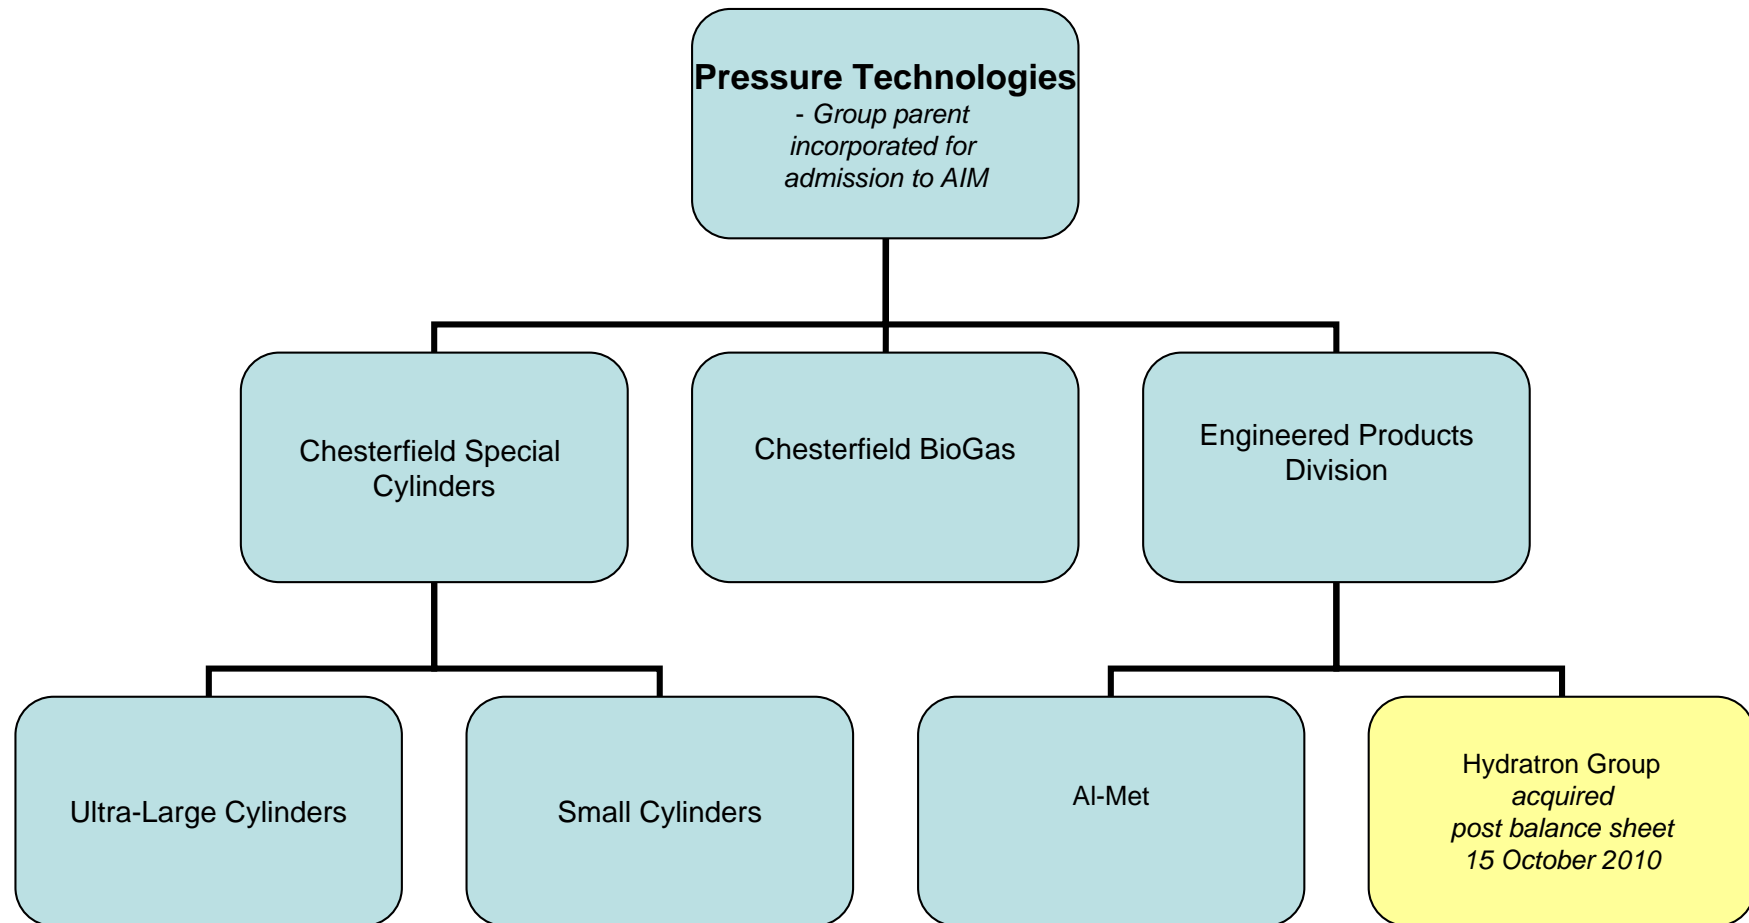 Pressure Technologies
- Group parent
incorporated for
admission to AIM
Chesterfield Special
Cylinders
Chesterfield BioGas
Engineered Products
Division
Ultra-Large Cylinders
Small Cylinders
Al-Met
Hydratron Group
acquired
post balance sheet
15 October 2010